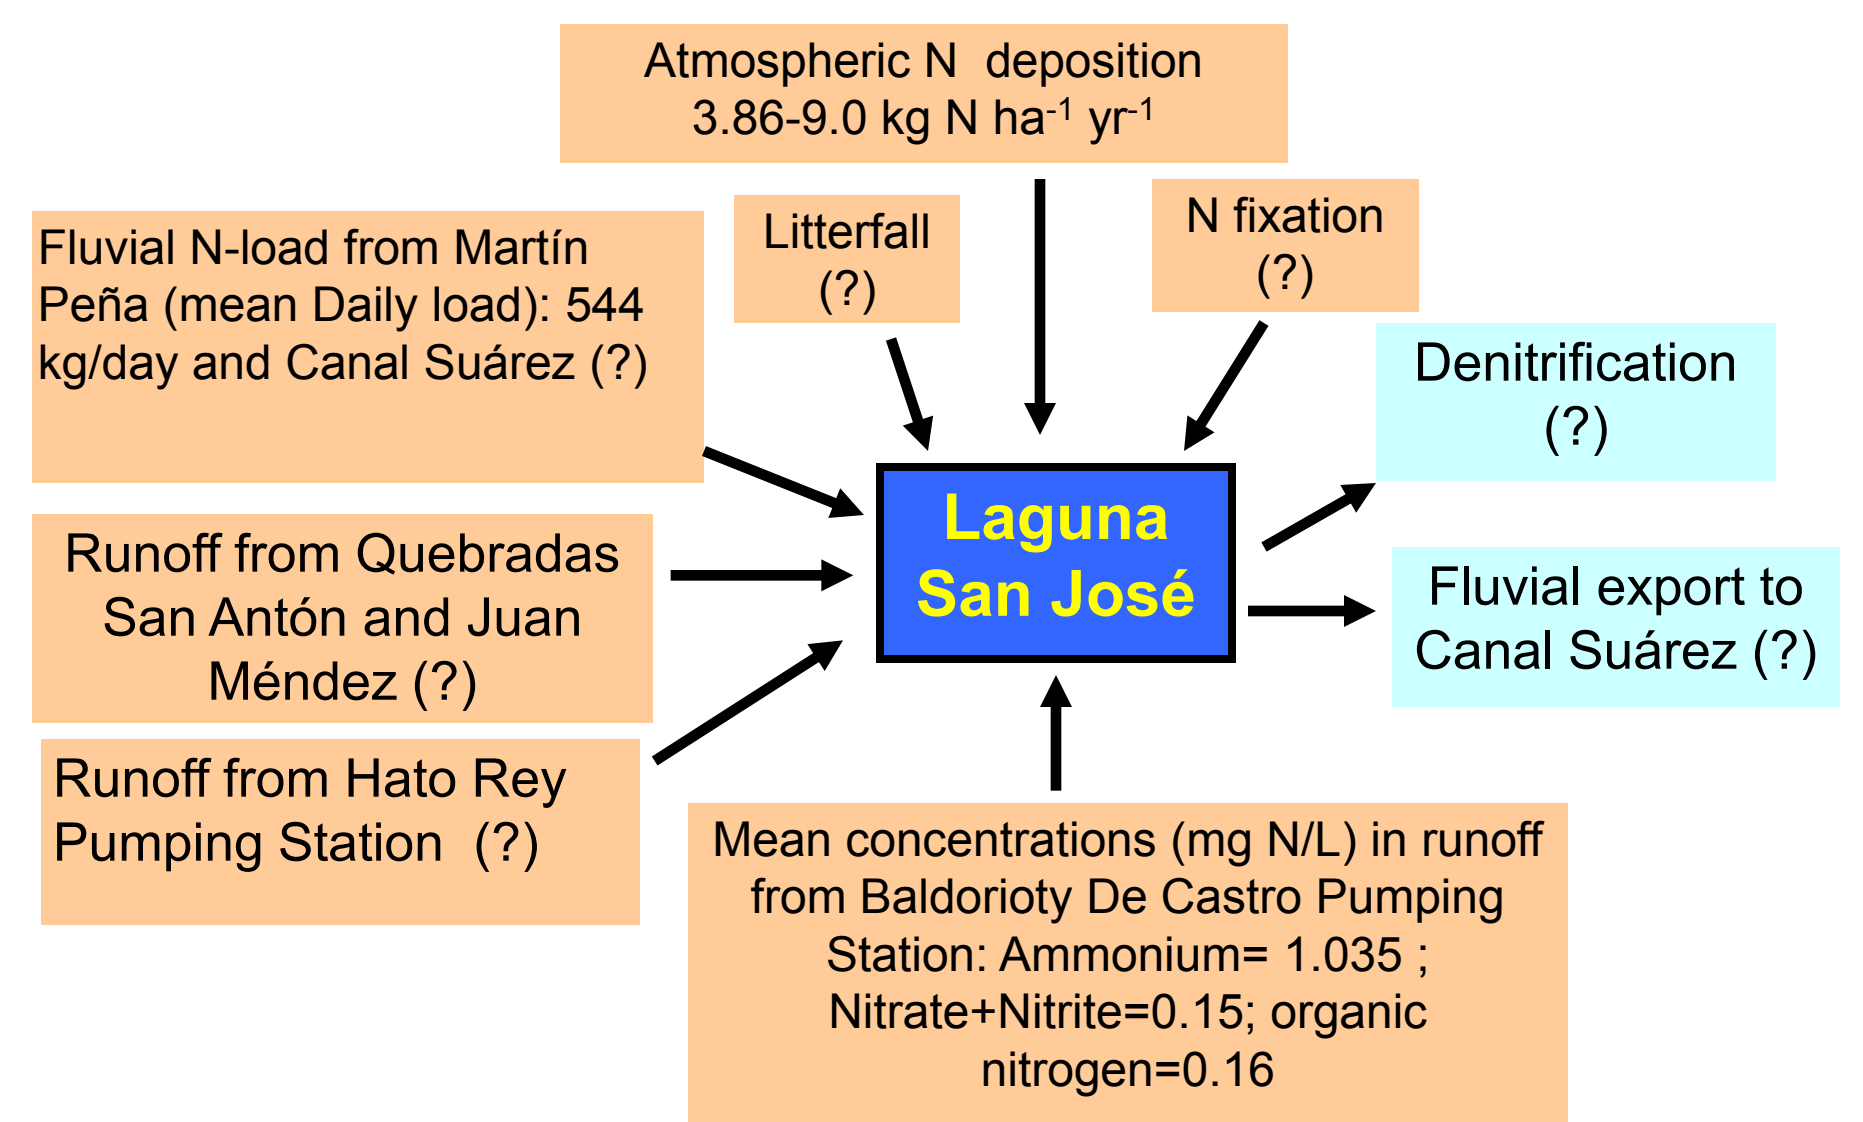 Atmospheric N deposition
3.86-9.0 kg N ha⁻¹ yr⁻¹
Litterfall
(?)
N fixation
(?)
Fluvial N-load from Martín
Peña (mean Daily load): 544
kg/day and Canal Suárez (?)
Denitrification
(?)
Laguna
San José
Runoff from Quebradas
San Antón and Juan
Méndez (?)
Fluvial export to
Canal Suárez (?)
Runoff from Hato Rey
Pumping Station (?)
Mean concentrations (mg N/L) in runoff
from Baldorioty De Castro Pumping
Station: Ammonium= 1.035 ;
Nitrate+Nitrite=0.15; organic
nitrogen=0.16